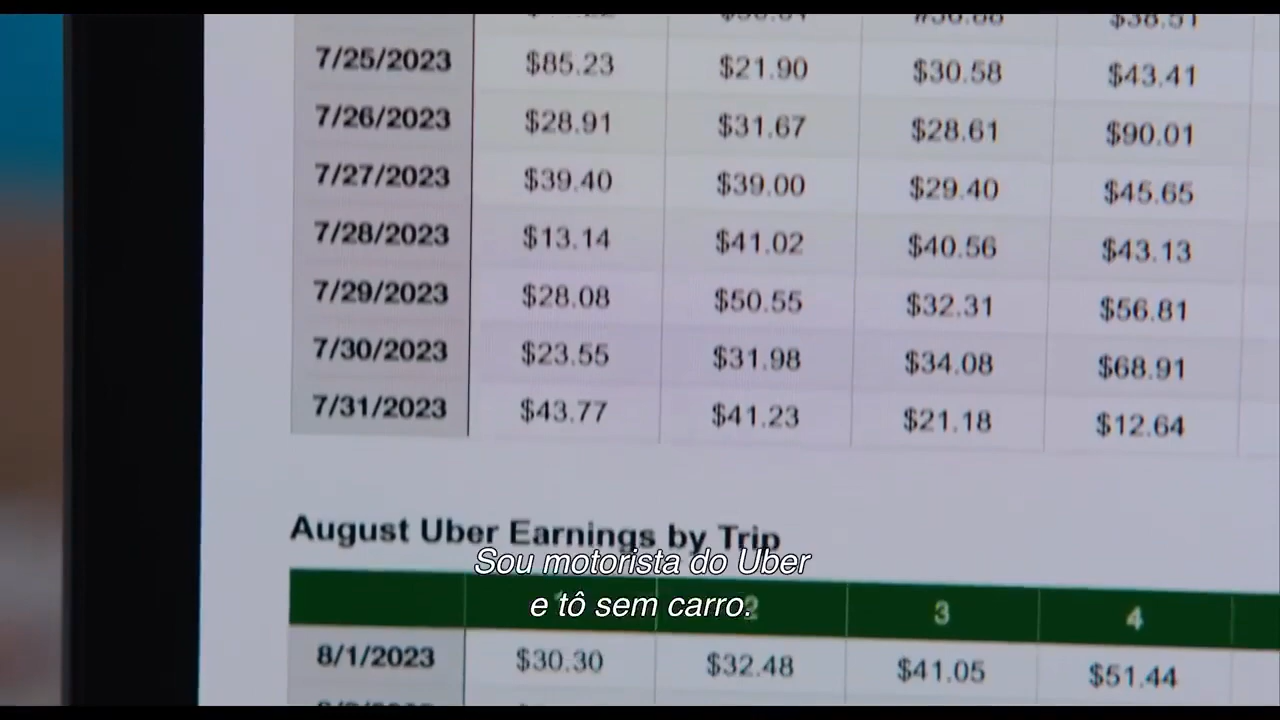 $38.51
7/25/2023 $85.23 $21.90 $30.58 $43.41
7/26/2023 $28.91 $31.67 $28.61 $90.01
7/27/2023 $39.40 $39.00 $29.40 $45.65
7/28/2023 $13.14 $41.02 $40.56 $43.13
7/29/2023 $28.08 $50.55 $32.31 $56.81
7/30/2023 $23.55 $31.98 $34.08 $68.91
7/31/2023 $43.77 $41.23 $21.18 $12.64
August Uber Earnings by Trip
Sou motorista do Uber
e tô sem carro.
2 3 4
8/1/2023 $30.30 $32.48 $41.05 $51.44